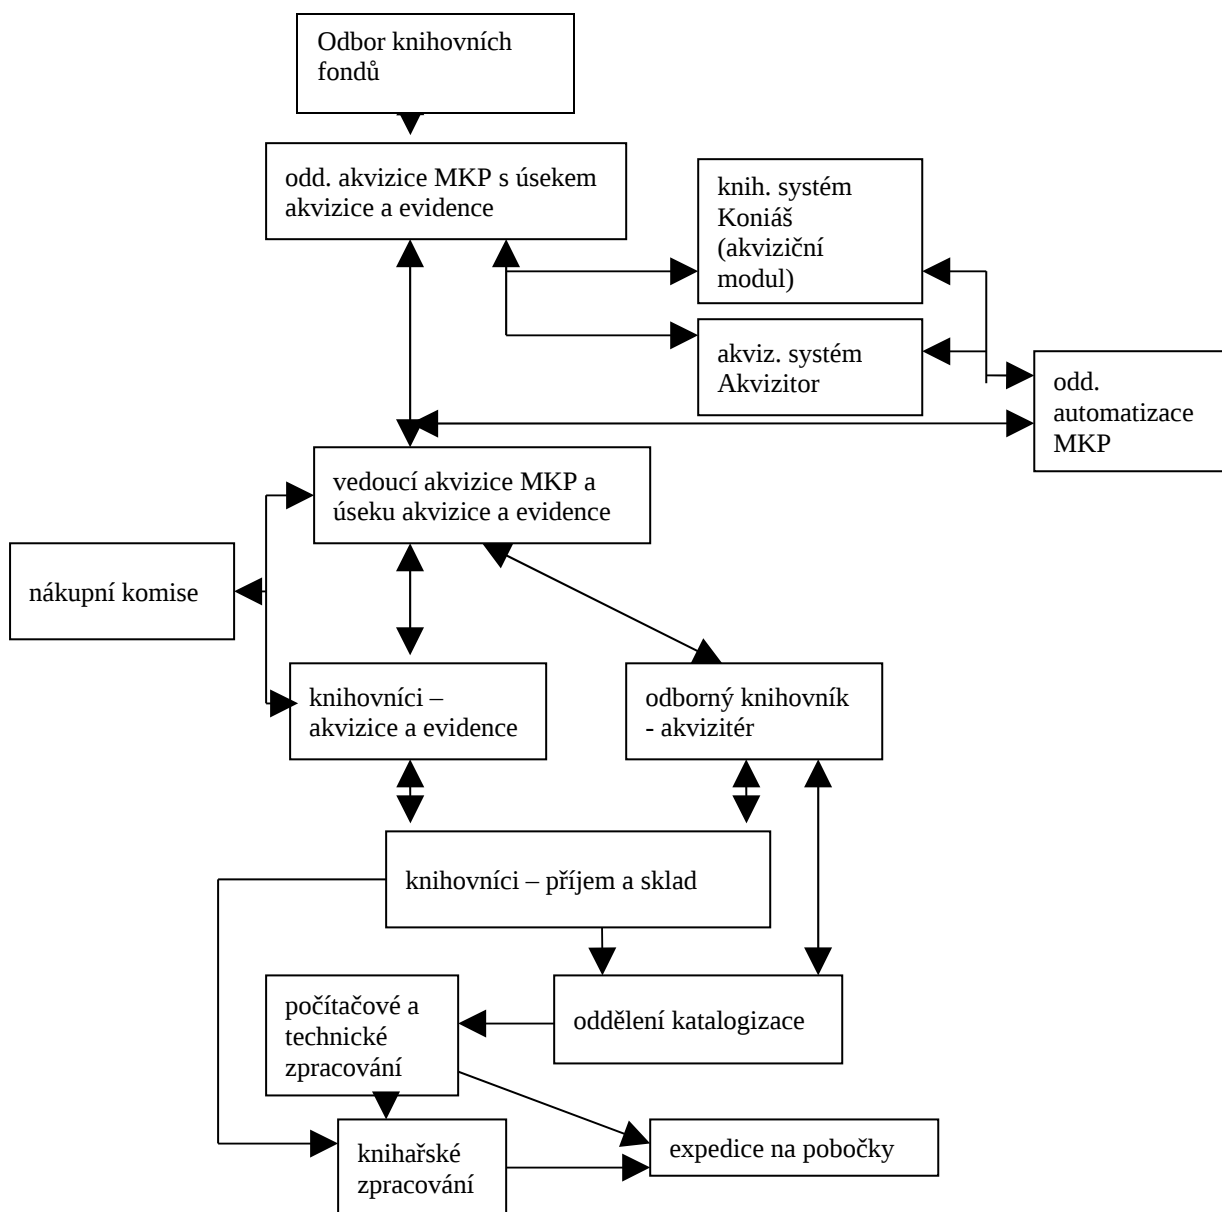 Odbor knihovních
fondů
odd. akvizice MKP s úsekem
akvizice a evidence
knih. systém
Koniáš
(akviziční
modul)
akviz. systém
Akvizitor
odd.
automatizace
MKP
vedoucí akvizice MKP a
úseku akvizice a evidence
nákupní komise
knihovníci –
akvizice a evidence
odborný knihovník
- akvizitér
knihovníci – příjem a sklad
počítačové a
technické
zpracování
oddělení katalogizace
knihařské
zpracování
expedice na pobočky